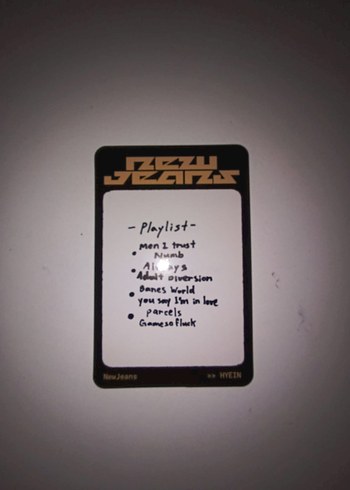 NEW
JEANS
- Playlist -
men I trust
• Numb
Always
• Adult Diversion
Banes World
• you say I'm in love
Parcels
• Gamesofluck
NewJeans >> HYEIN